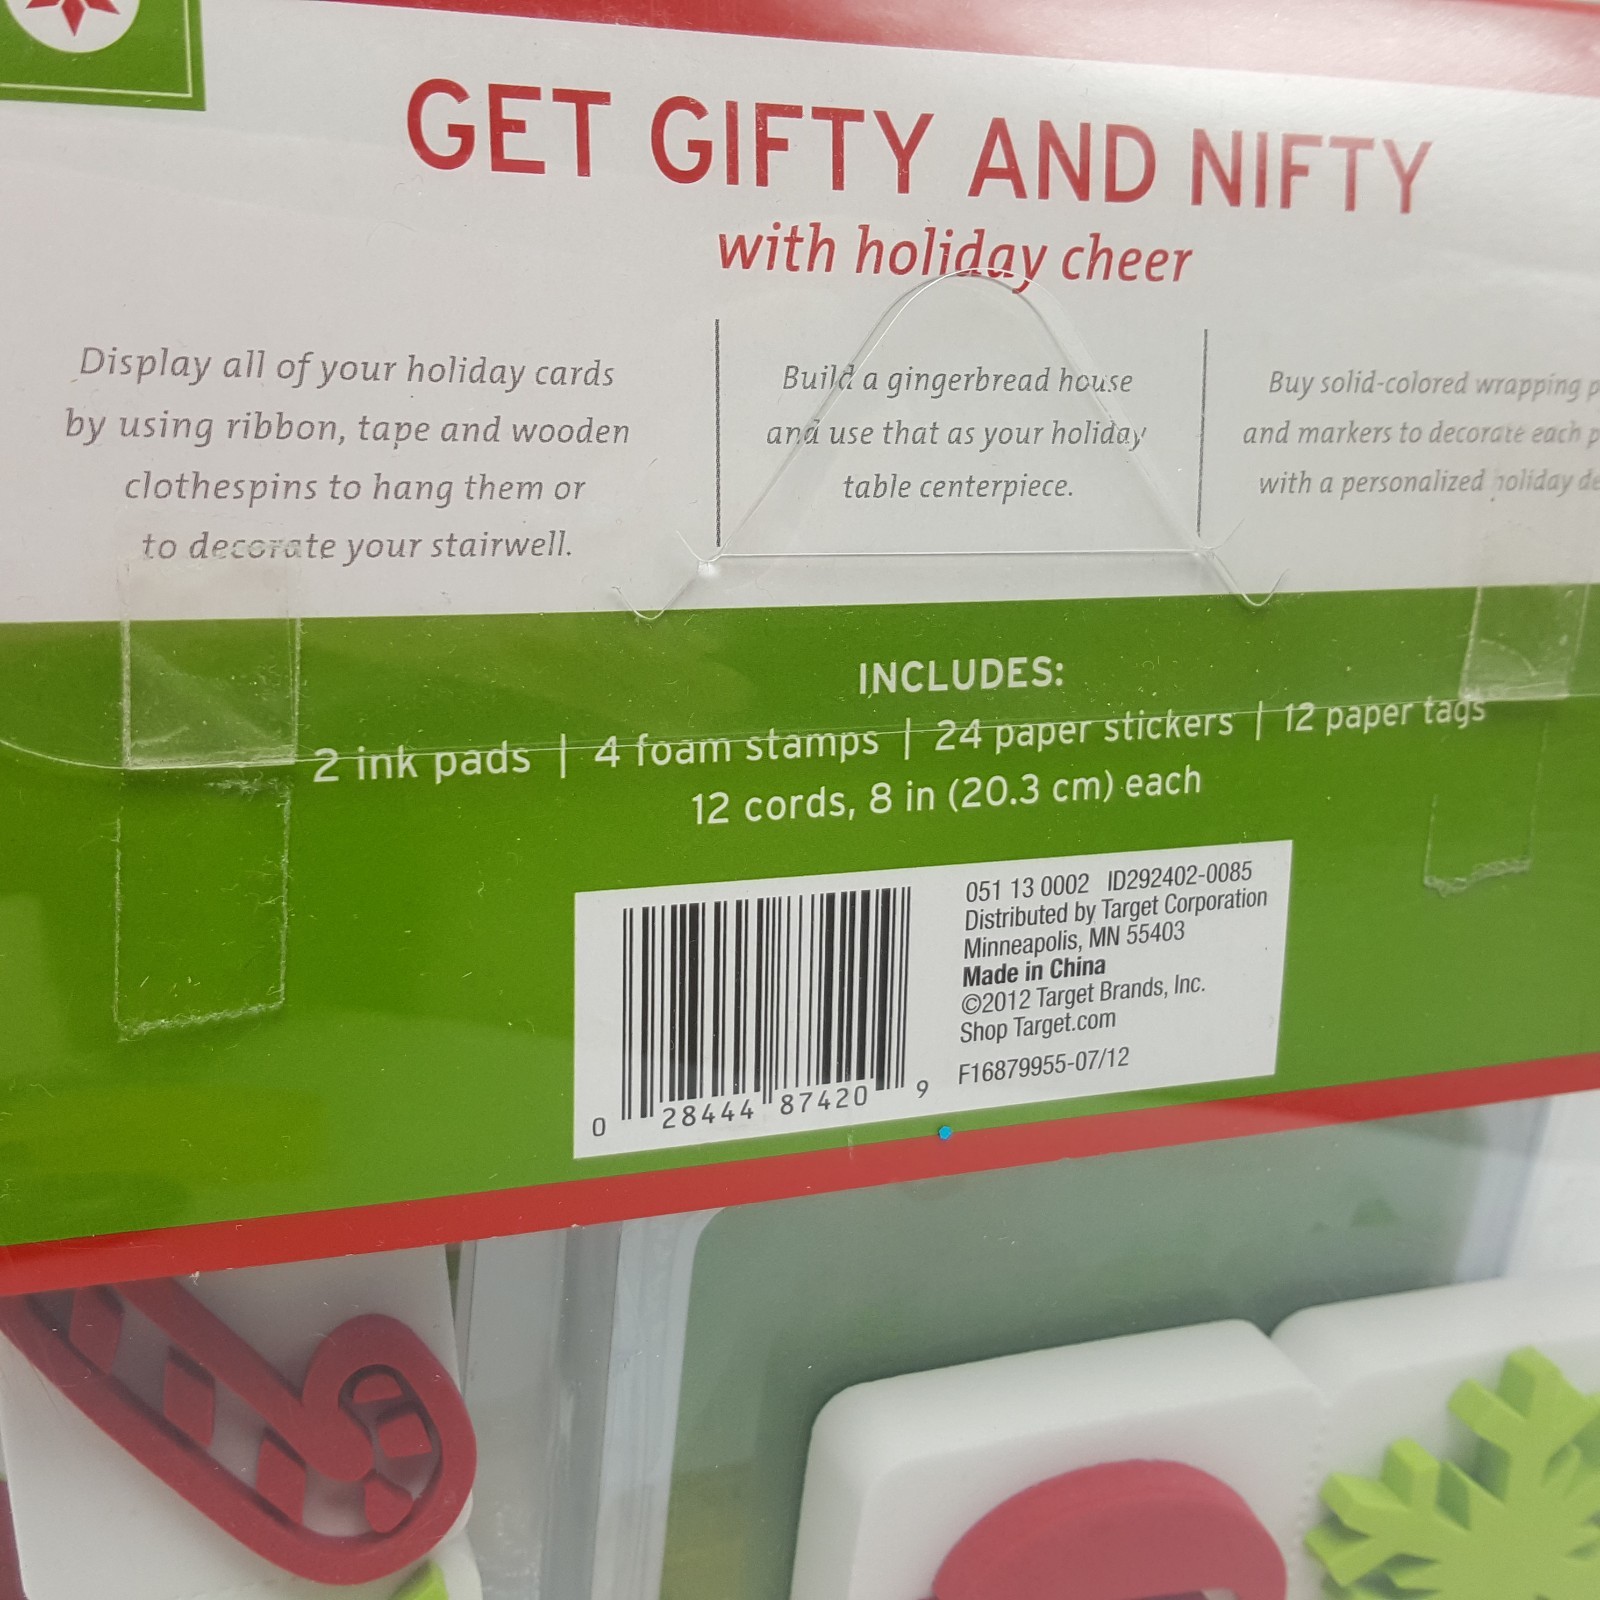 GET GIFTY AND NIFTY
with holiday cheer
Display all of your holiday cards
by using ribbon, tape and wooden
clothespins to hang them or
to decorate your stairwell.
Build a gingerbread house
and use that as your holiday
table centerpiece.
Buy solid-colored wrapping
and markers to decorate each
with a personalized holiday
INCLUDES:
2 ink pads | 4 foam stamps | 24 paper stickers | 12 paper tags
12 cords, 8 in (20.3 cm) each
051 13 0002 ID292402-0085
Distributed by Target Corporation
Minneapolis, MN 55403
Made in China
©2012 Target Brands, Inc.
Shop Target.com
F16879955-07/12
0 28444 87420 9